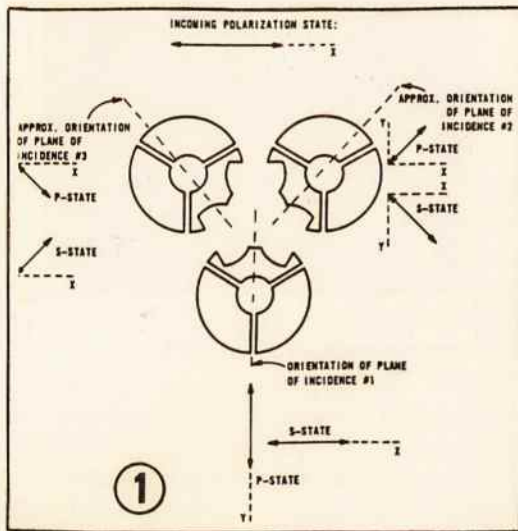 INCOMING POLARIZATION STATE:
X
APPROX. ORIENTATION
OF PLANE OF
INCIDENCE #3
X
P-STATE
S-STATE
X
APPROX. ORIENTATION
OF PLANE OF
INCIDENCE #2
Y
P-STATE
X
X
S-STATE
Y
ORIENTATION OF PLANE
OF INCIDENCE #1
S-STATE
X
P-STATE
Y
1